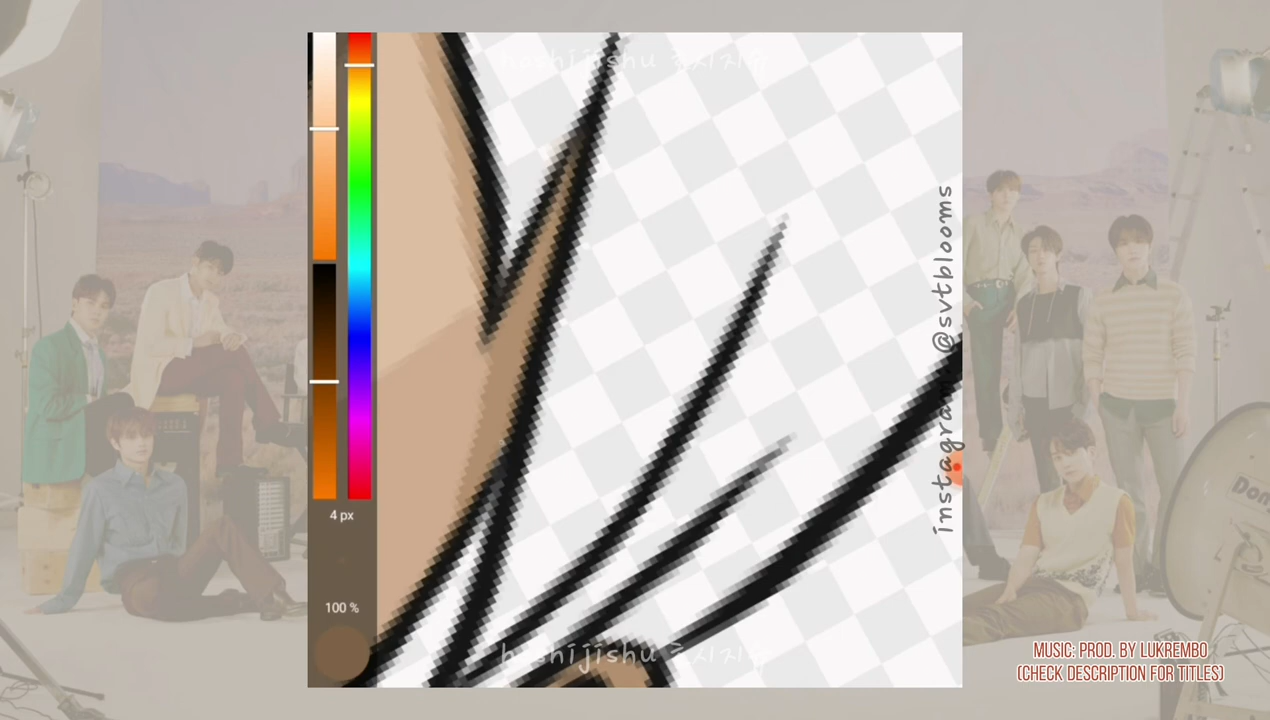 hoshijishu 호시지슈
instagram @svtblooms
4 px
100 %
hoshijishu 호시지슈
Don
MUSIC: PROD. BY LUKREMBO
(CHECK DESCRIPTION FOR TITLES)